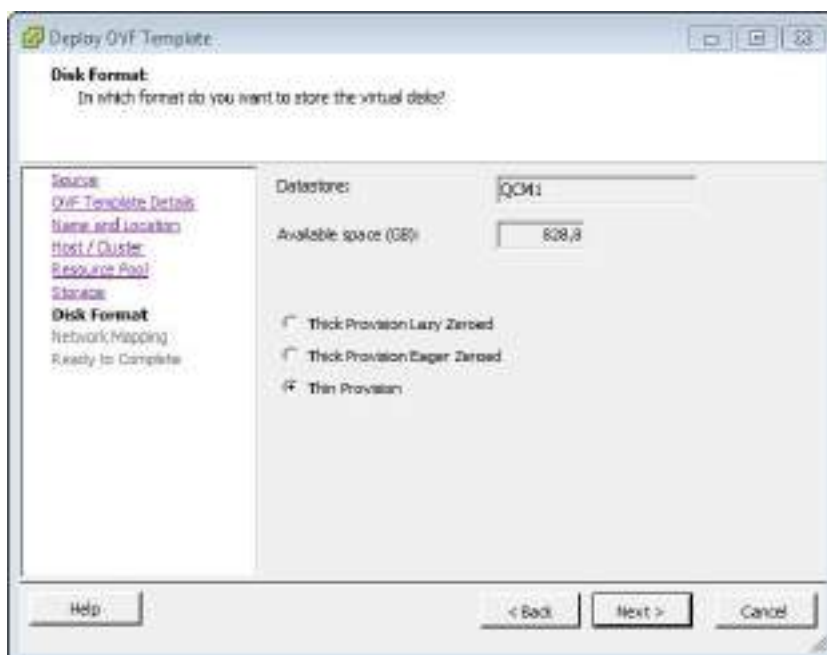 Deploy OVF Template
Disk Format
In which format do you want to store the virtual disks?
Source
OVF Template Details
Name and Location
Host / Cluster
Resource Pool
Storage
Disk Format
Network Mapping
Ready to Complete
Datastore:
QCM1
Available space (GB):
828,8
Thick Provision Lazy Zeroed
Thick Provision Eager Zeroed
Thin Provision
Help
< Back
Next >
Cancel